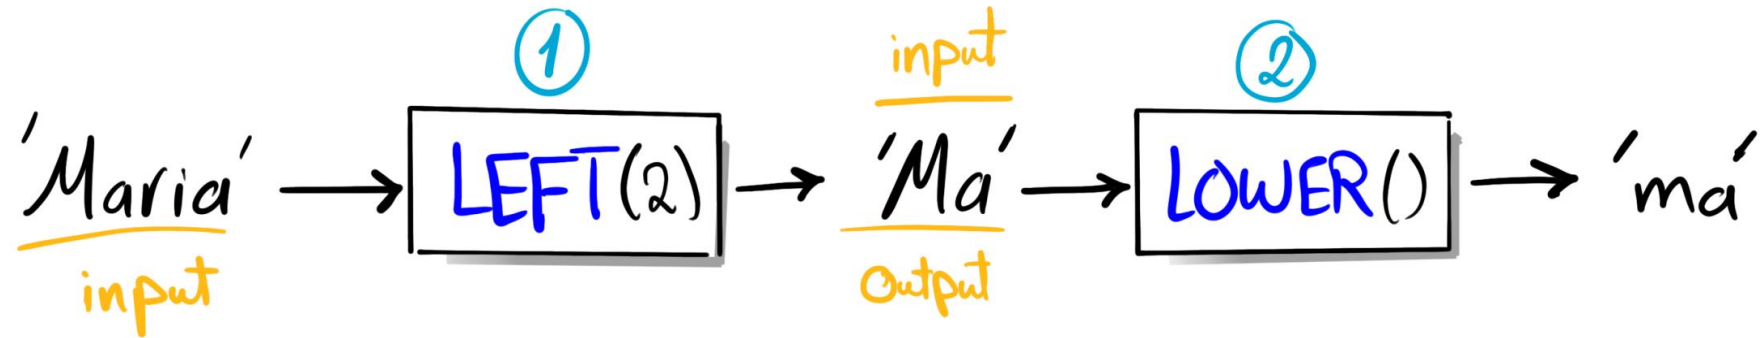 1
2
input
'Maria' → LEFT(2) → 'Ma' → LOWER() → 'ma'
input
Output